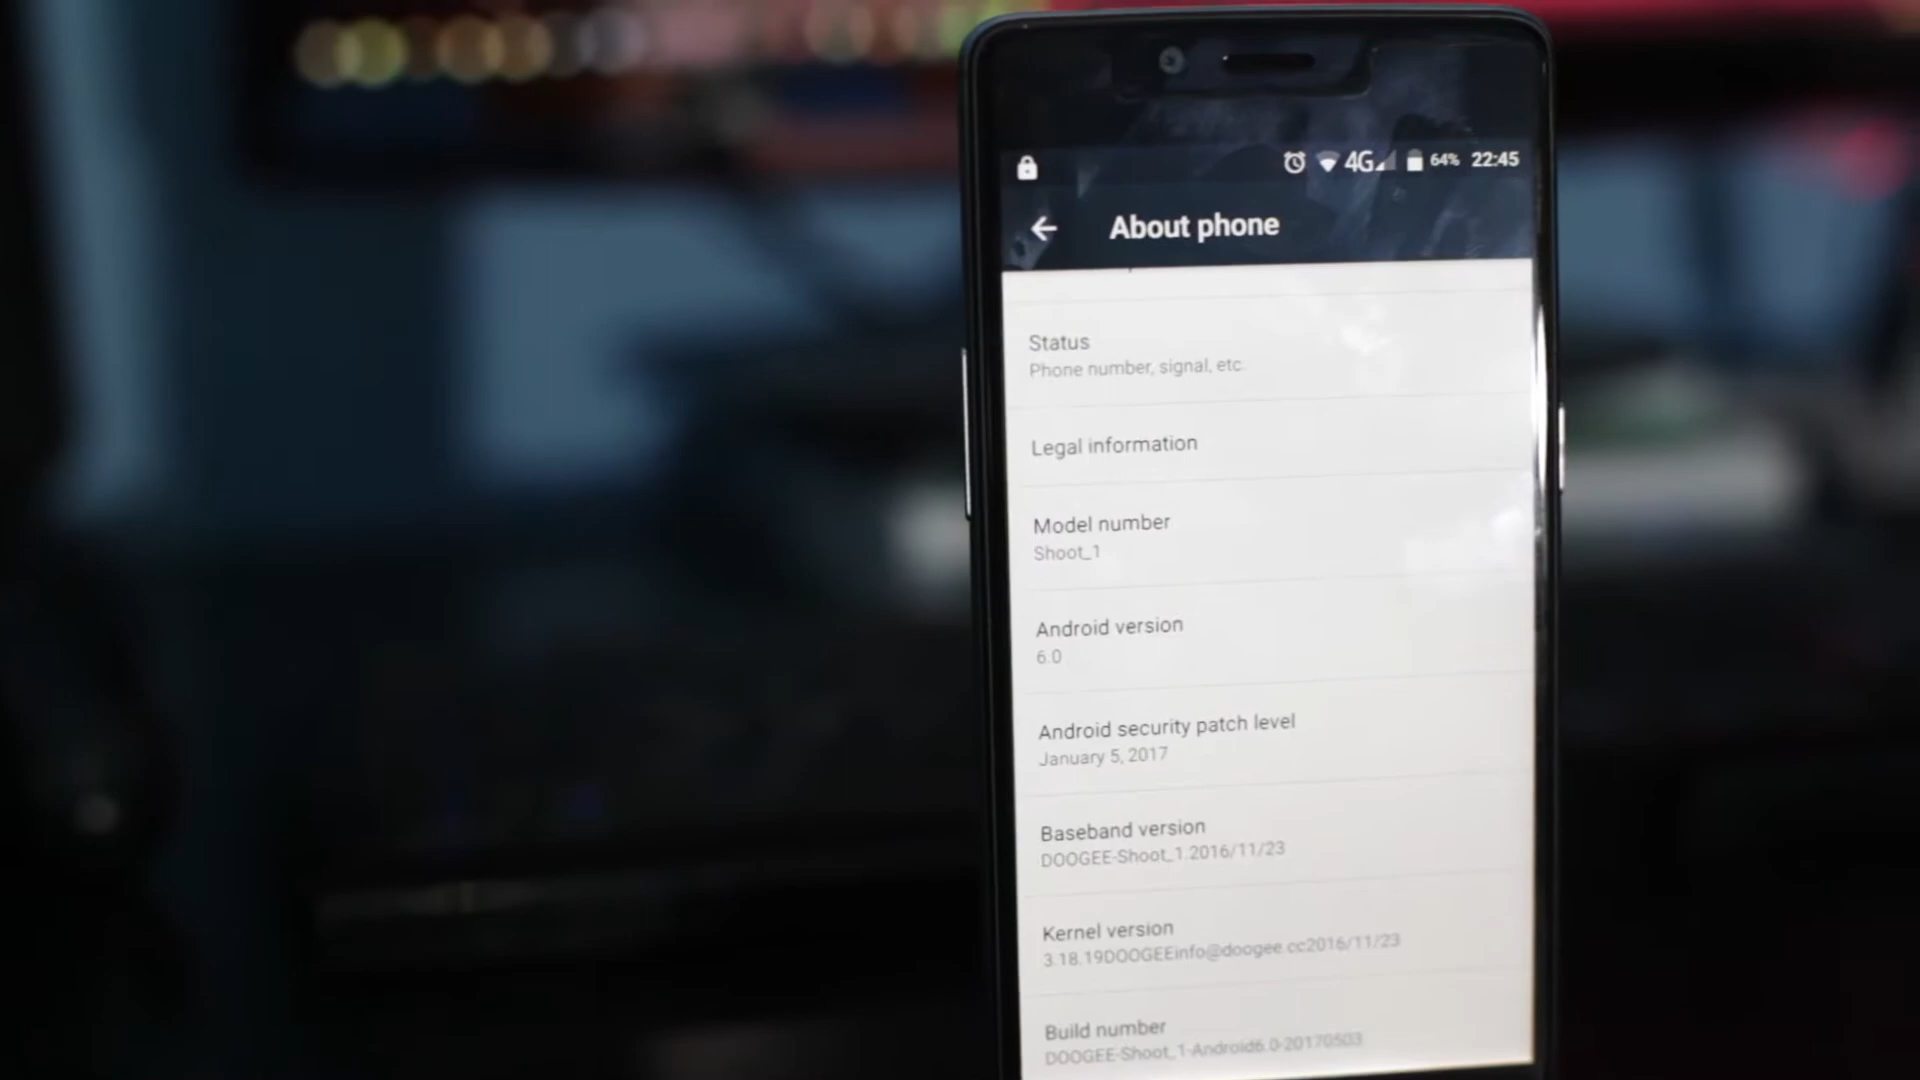 4G 64% 22:45
About phone
Status
Phone number, signal, etc.
Legal information
Model number
Shoot_1
Android version
6.0
Android security patch level
January 5, 2017
Baseband version
DOOGEE-Shoot_1.2016/11/23
Kernel version
3.18.19DOOGEEinfo@doogee.cc2016/11/23
Build number
DOOGEE-Shoot_1-Android6.0-20170503